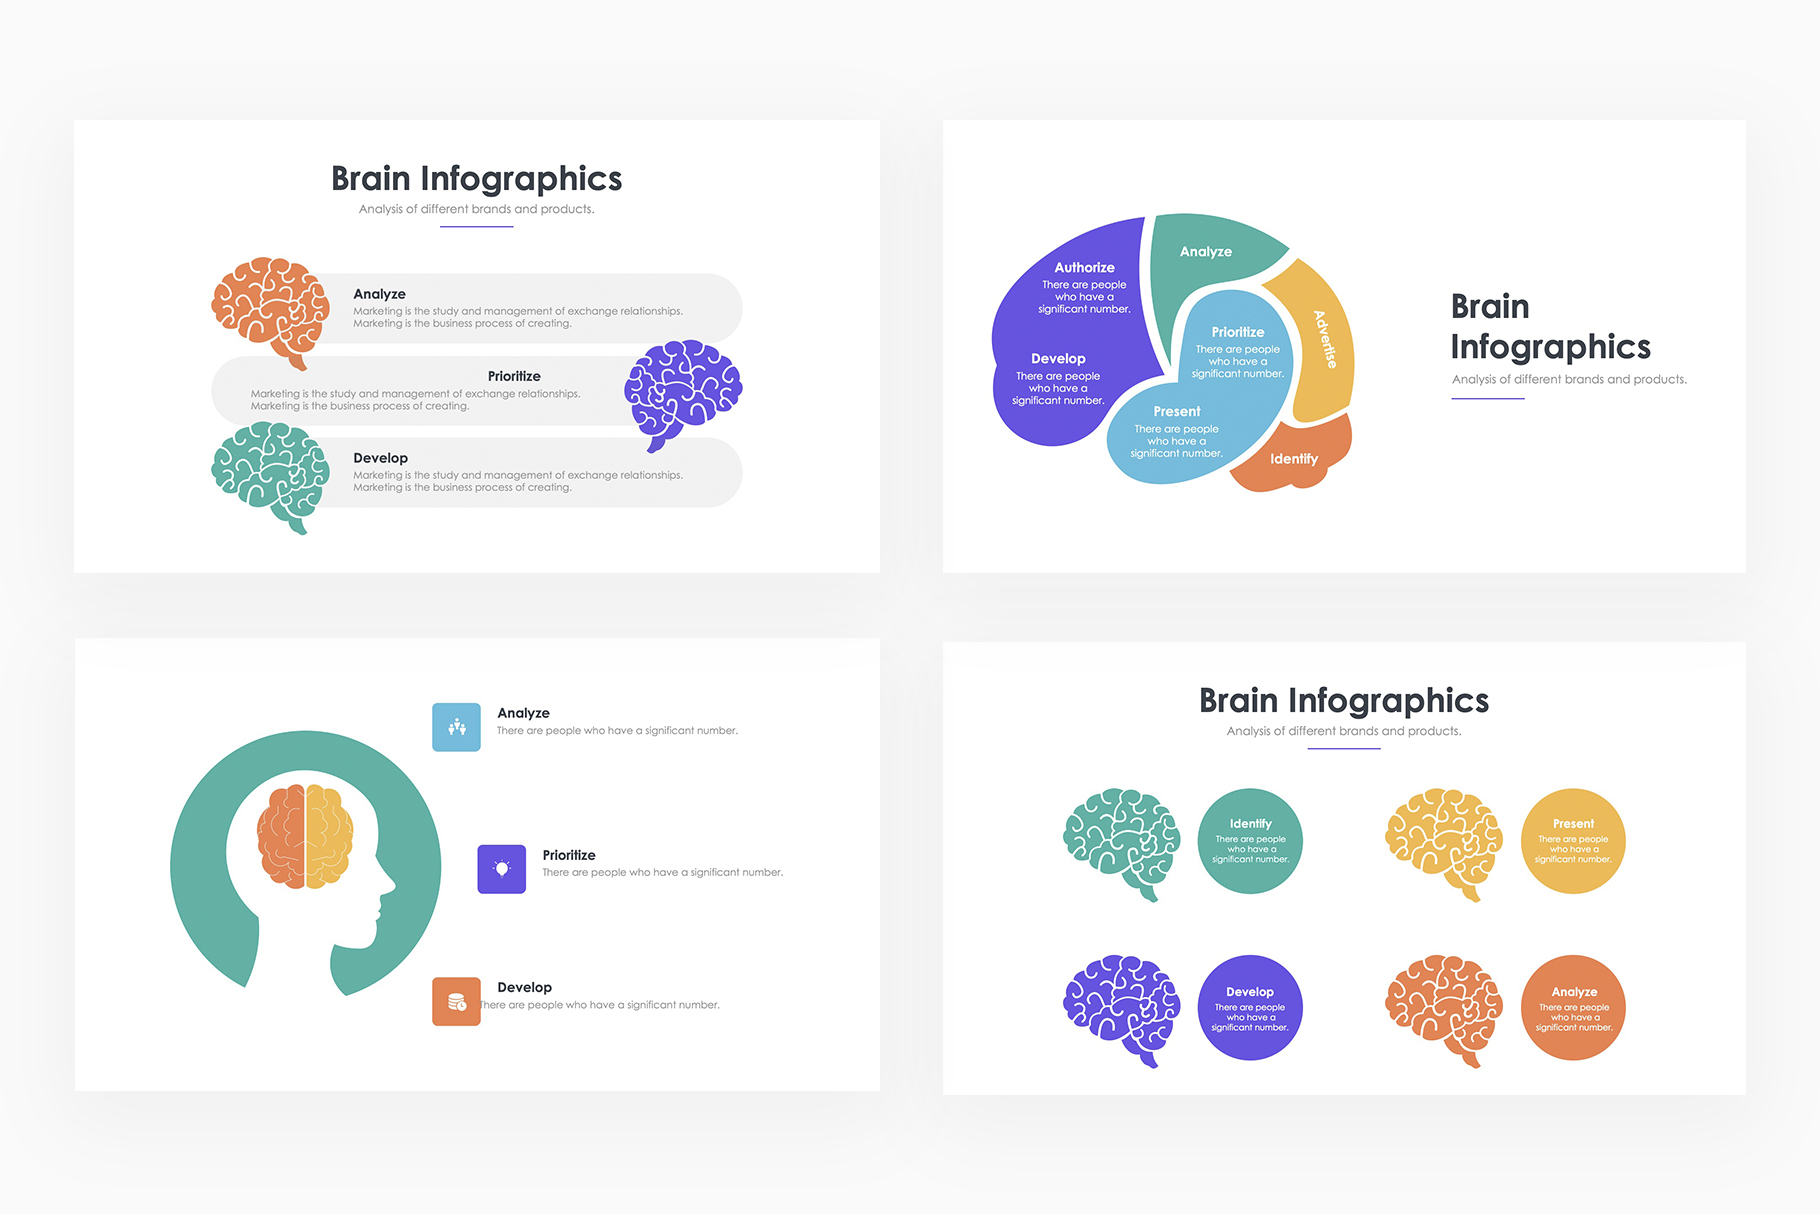 Brain Infographics
Analysis of different brands and products.
Analyze
Marketing is the study and management of exchange relationships.
Marketing is the business process of creating.
Prioritize
Marketing is the study and management of exchange relationships.
Marketing is the business process of creating.
Develop
Marketing is the study and management of exchange relationships.
Marketing is the business process of creating.
Authorize
There are people
who have a
significant number.
Develop
There are people
who have a
significant number.
Analyze
Prioritize
There are people
who have a
significant number.
Present
There are people
who have a
significant number.
Advertise
Identify
Brain
Infographics
Analysis of different brands and products.
Analyze
There are people who have a significant number.
Prioritize
There are people who have a significant number.
Develop
There are people who have a significant number.
Brain Infographics
Analysis of different brands and products.
Identify
There are people
who have a
significant number.
Present
There are people
who have a
significant number.
Develop
There are people
who have a
significant number.
Analyze
There are people
who have a
significant number.